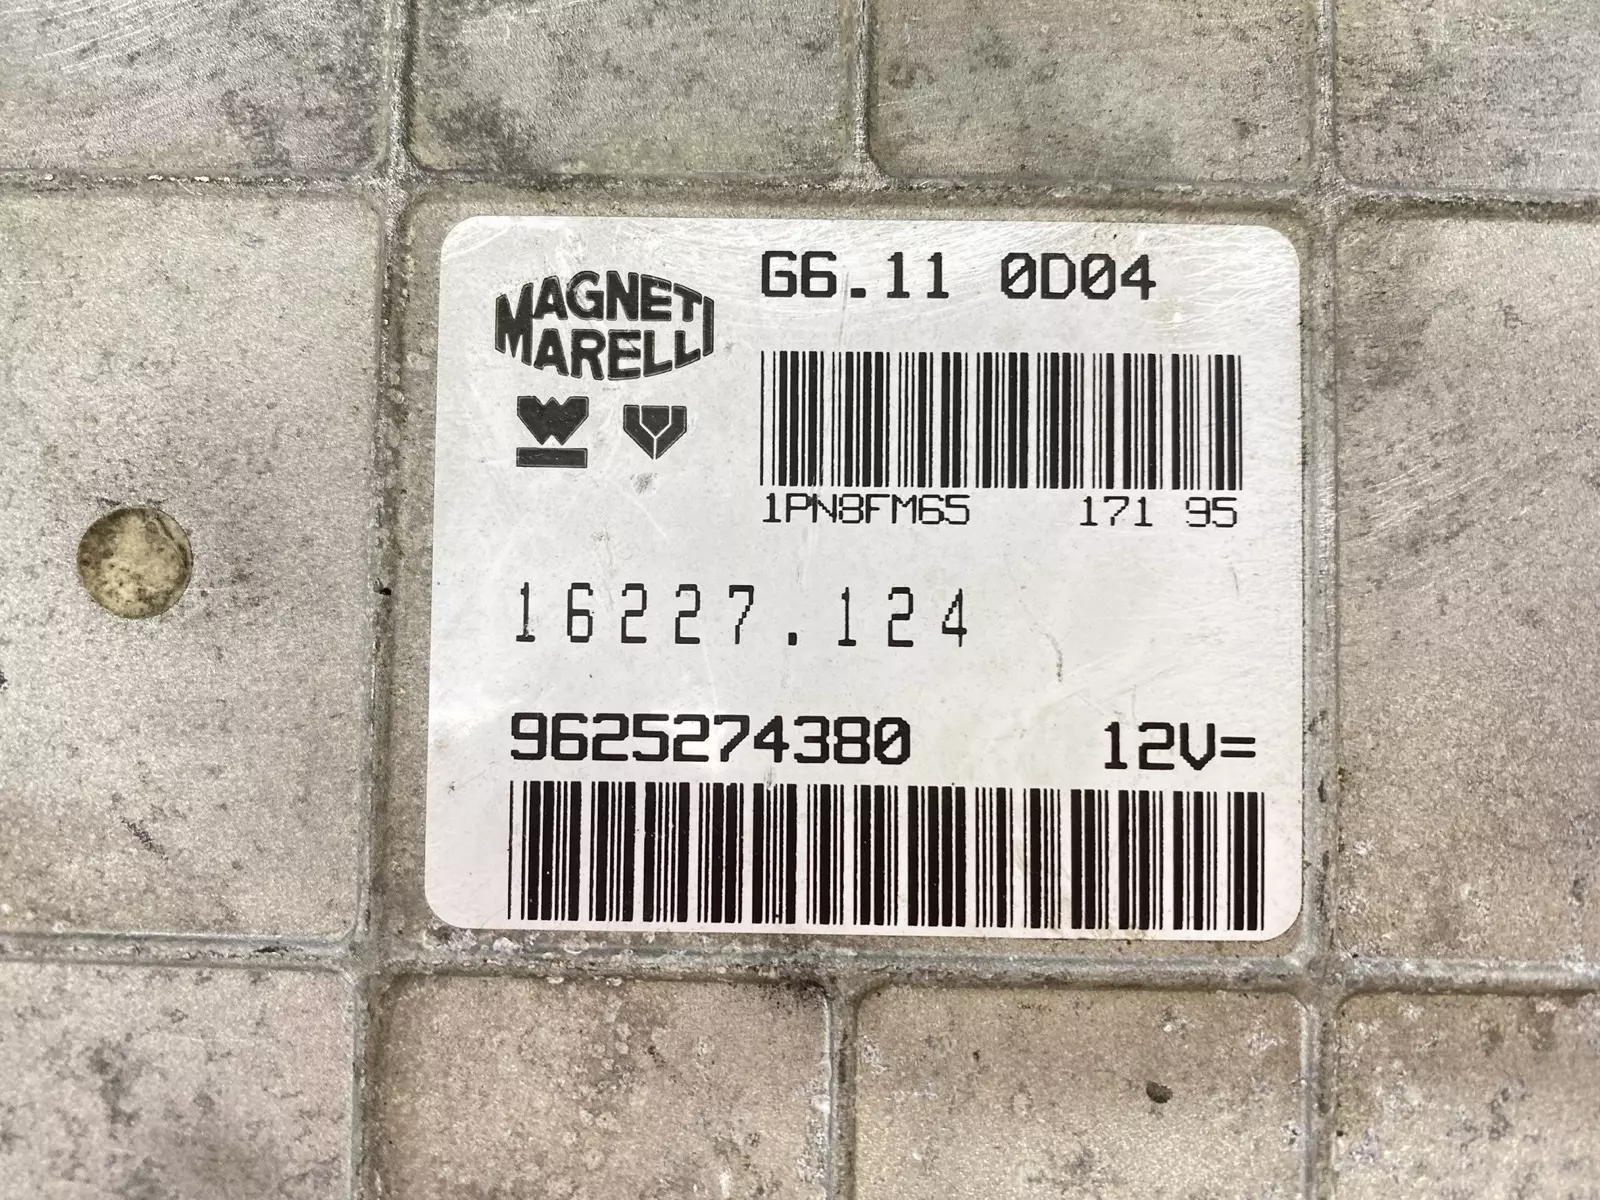 MAGNETI
MARELLI
G6.11 0D04
1PN8FM65 171 95
16227.124
9625274380 12V=